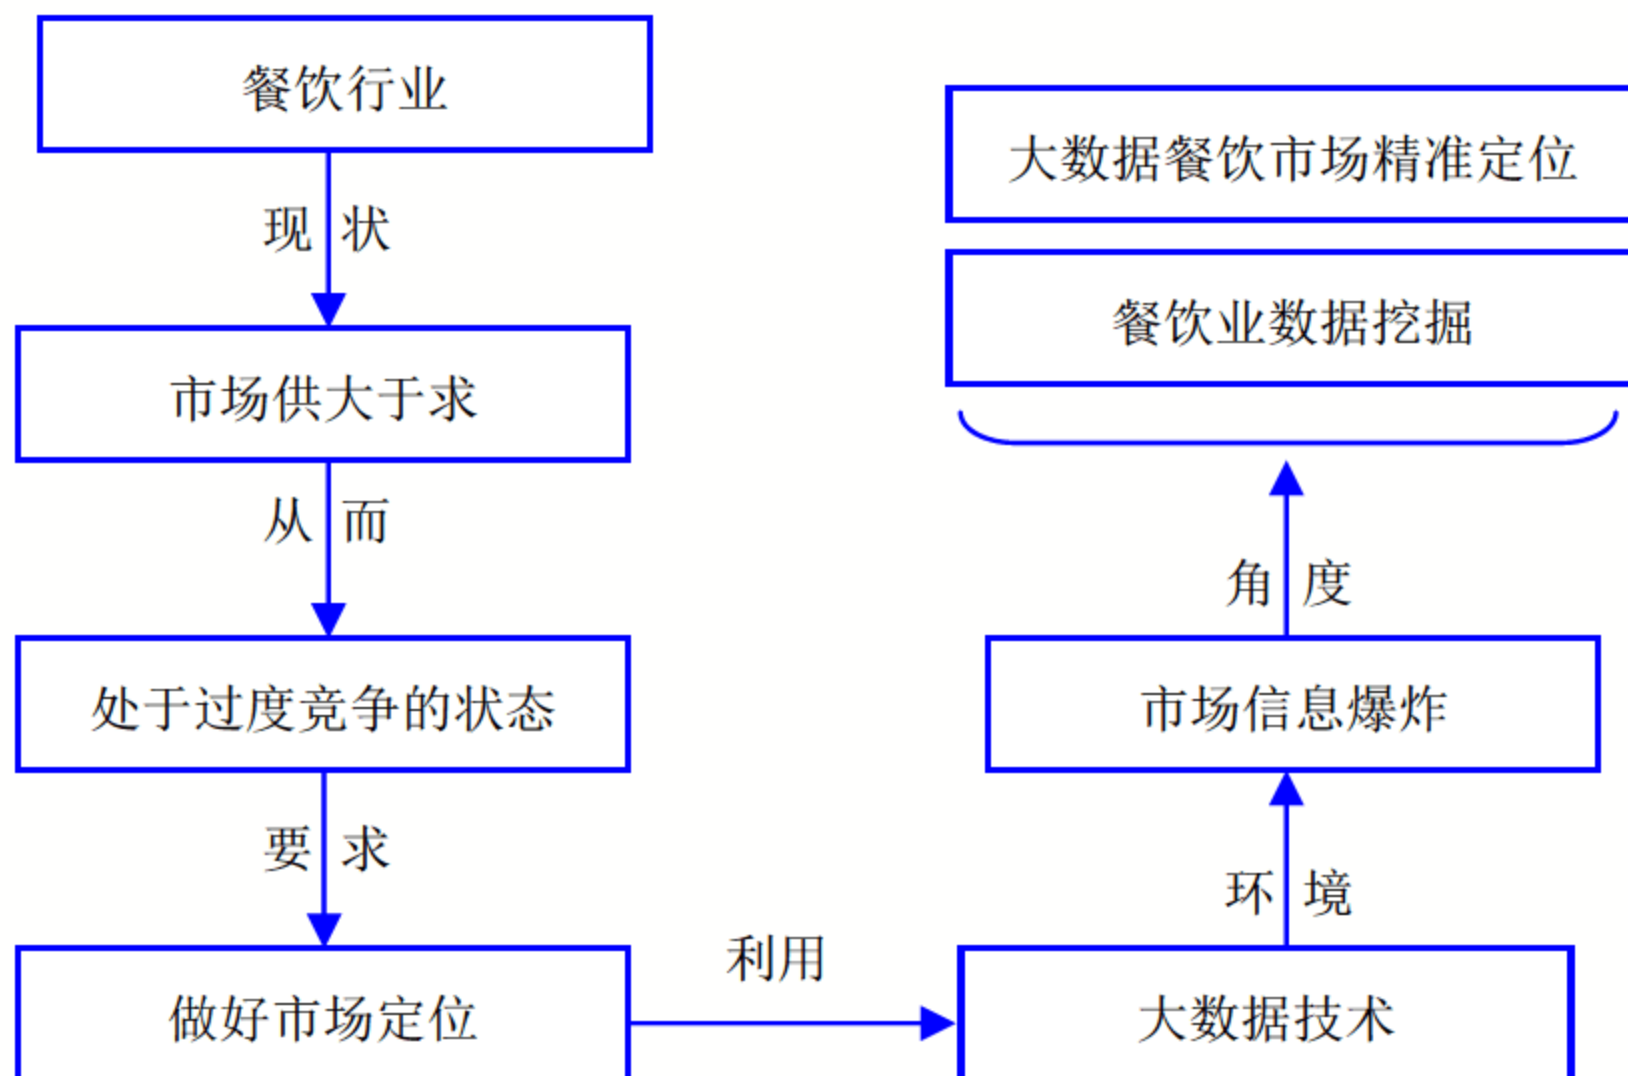 餐饮行业
现状
市场供大于求
从而
处于过度竞争的状态
要求
做好市场定位
利用
大数据技术
环境
市场信息爆炸
角度
餐饮业数据挖掘
大数据餐饮市场精准定位